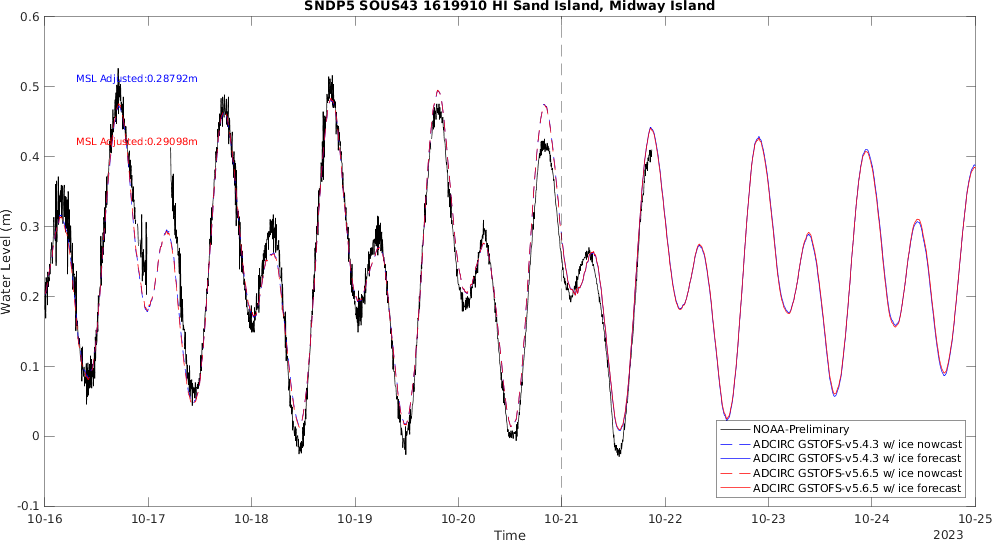 SNDP5 SOUS43 1619910 HI Sand Island, Midway Island
0.6
0.5
0.4
0.3
0.2
0.1
0
-0.1
Water Level (m)
MSL Adjusted:0.28792m
MSL Adjusted:0.29098m
NOAA-Preliminary
ADCIRC GSTOFS-v5.4.3 w/ ice nowcast
ADCIRC GSTOFS-v5.4.3 w/ ice forecast
ADCIRC GSTOFS-v5.6.5 w/ ice nowcast
ADCIRC GSTOFS-v5.6.5 w/ ice forecast
10-16 10-17 10-18 10-19 10-20 10-21 10-22 10-23 10-24 10-25
Time
2023